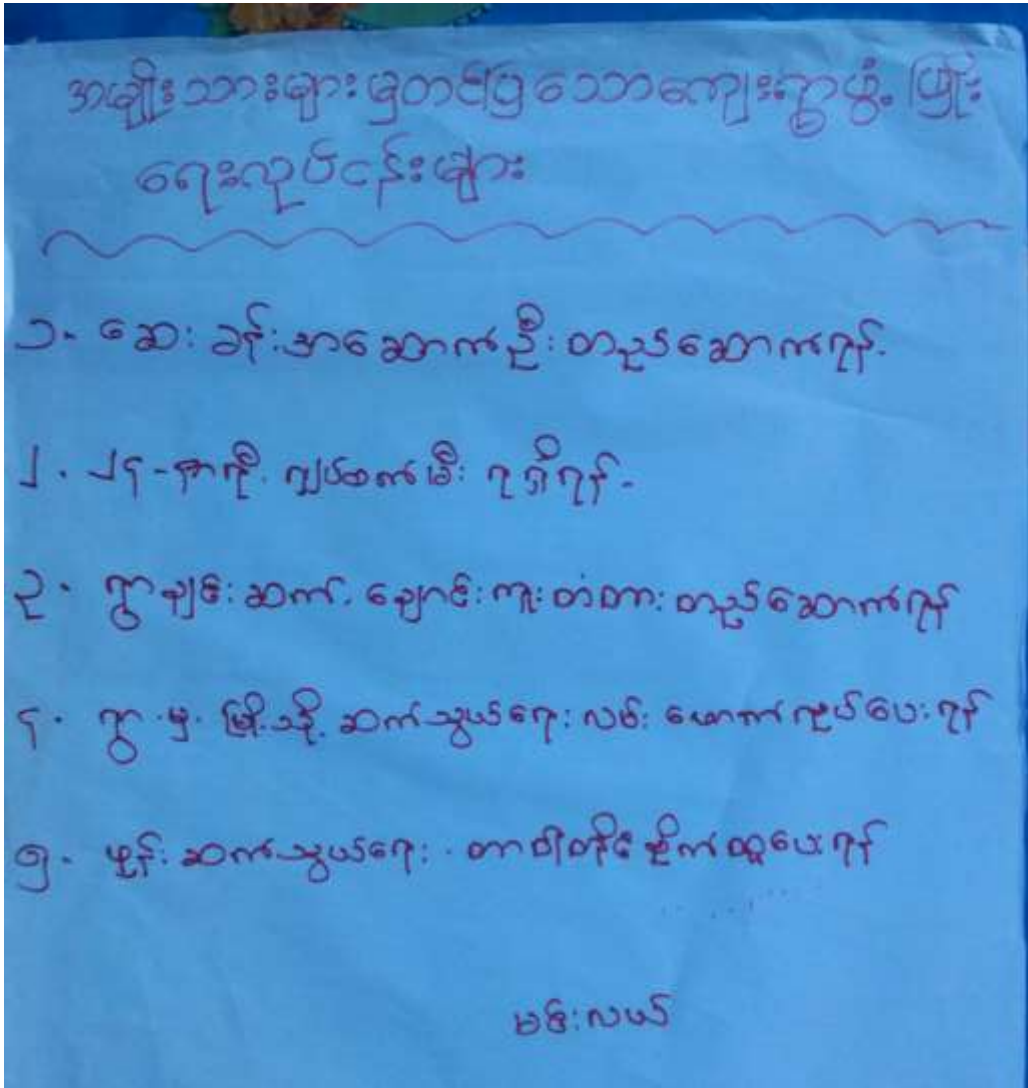 အမျိုးသားများမှတင်ပြသောကျေးရွာဖွံ့ဖြိုး
ရေးလုပ်ငန်းများ
၁- ဆေးခန်းအဆောက်ဦးတည်ဆောက်ရန်.
၂. ၂၄-နာရီ လျှပ်စက်မီး ရရှိရန်-
၃- ရွာချင်းဆက်. ချောင်းကူးတံတားတည်ဆောက်ရန်
၄. ရွာ.မှ. မြို့သို့ ဆက်သွယ်ရေးလမ်း ဖောက်လုပ်ပေးရန်
၅- ဖုန်းဆက်သွယ်ရေး. တာဝါတိုင်စိုက်ထူပေးရန်
မင်းလယ်